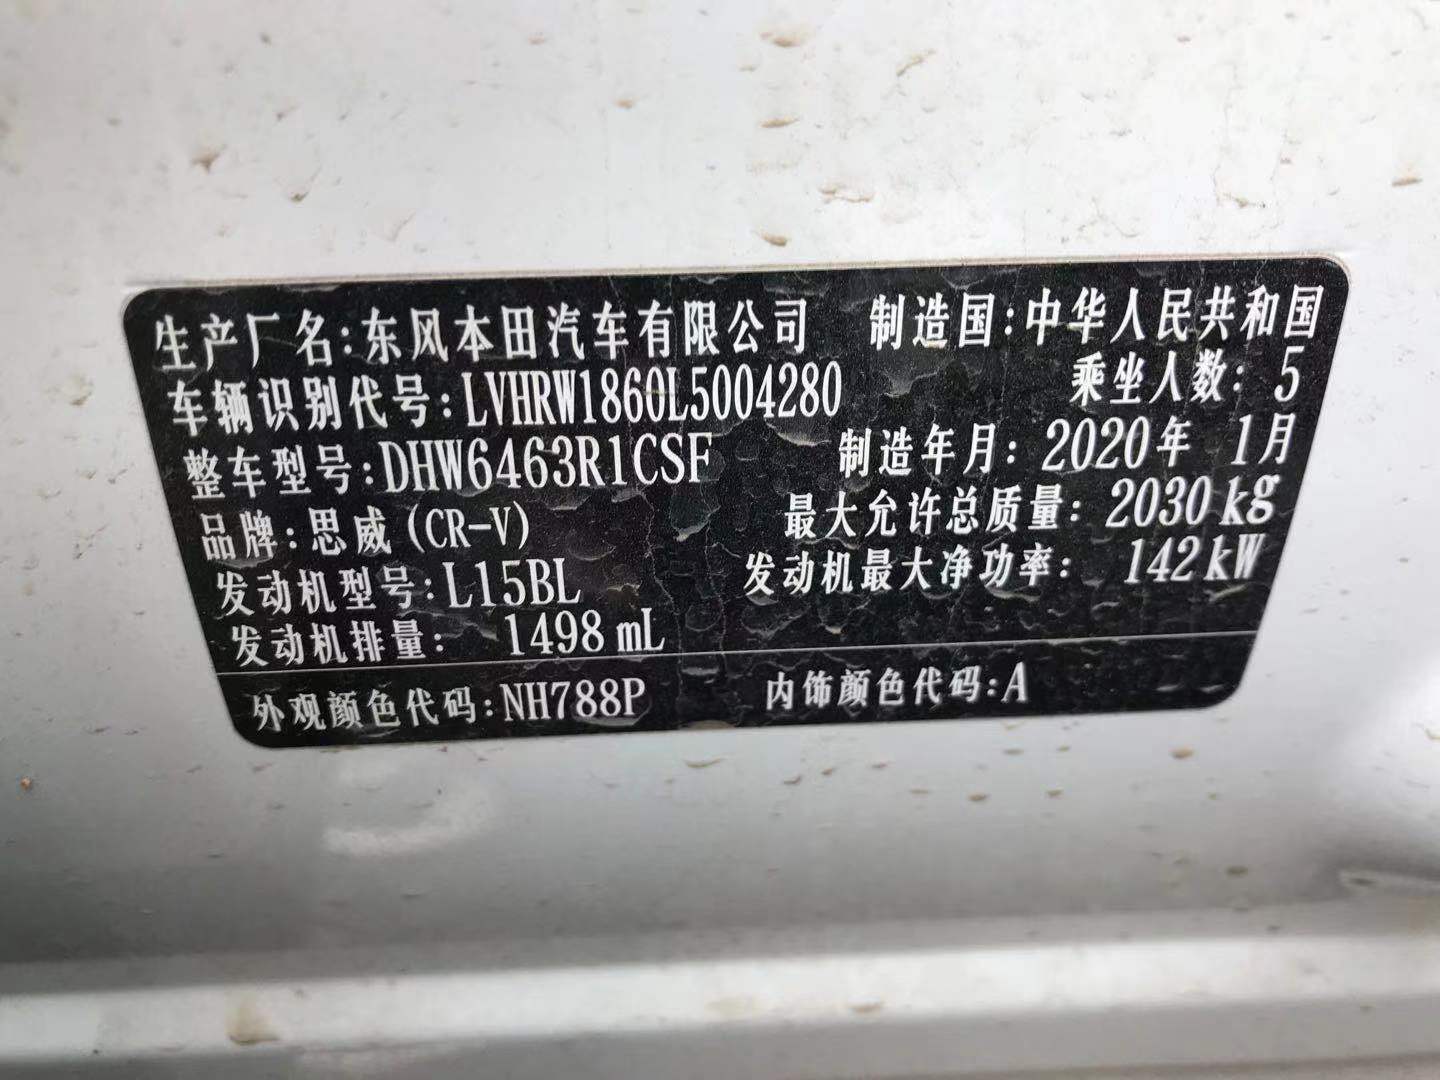 生产厂名:东风本田汽车有限公司 制造国:中华人民共和国
车辆识别代号:LVHRW1860L5004280 乘坐人数: 5
整车型号:DHW6463R1CSF 制造年月: 2020年 1月
品牌:思威(CR-V) 最大允许总质量: 2030 kg
发动机型号:L15BL 发动机最大净功率: 142 kW
发动机排量: 1498 mL
外观颜色代码:NH788P 内饰颜色代码:A